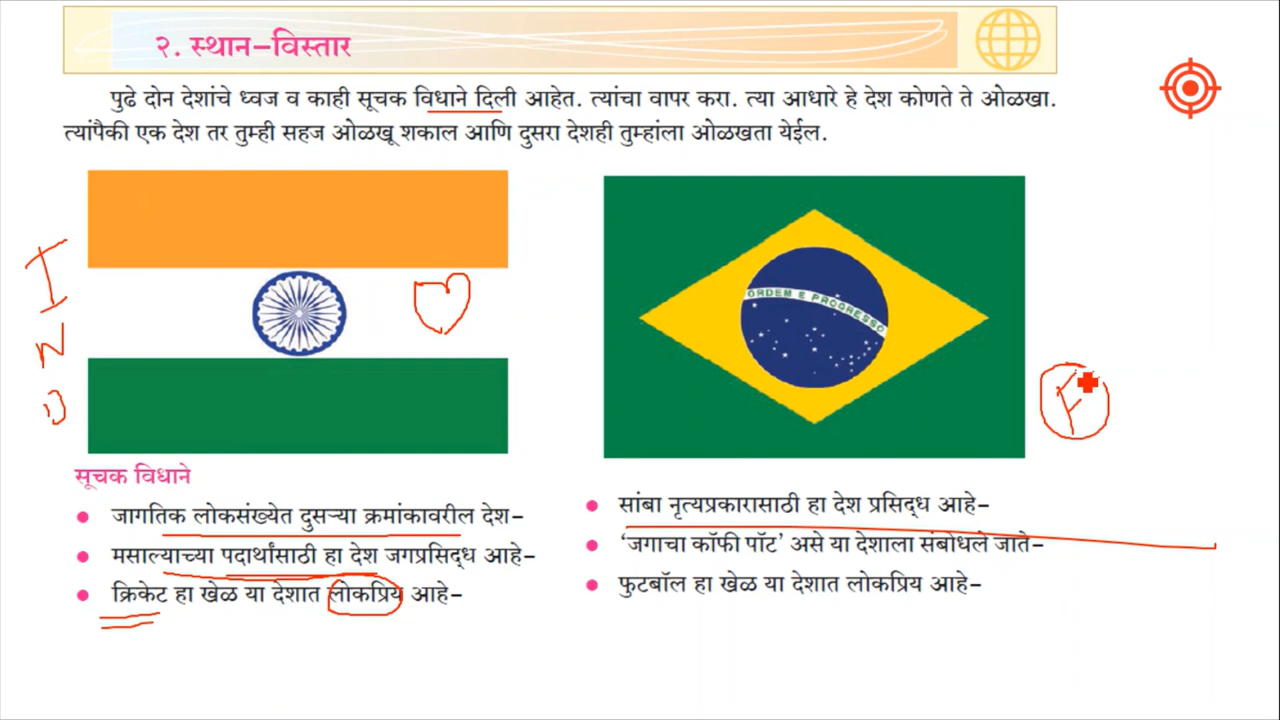 २. स्थान-विस्तार
पुढे दोन देशांचे ध्वज व काही सूचक विधाने दिली आहेत. त्यांचा वापर करा. त्या आधारे हे देश कोणते ते ओळखा.
त्यांपैकी एक देश तर तुम्ही सहज ओळखू शकाल आणि दुसरा देशही तुम्हांला ओळखता येईल.
I
N
D
ORDEM E PROGRESSO
सूचक विधाने
• जागतिक लोकसंख्येत दुसऱ्या क्रमांकावरील देश–
• मसाल्याच्या पदार्थांसाठी हा देश जगप्रसिद्ध आहे–
• क्रिकेट हा खेळ या देशात लोकप्रिय आहे–
• सांबा नृत्यप्रकारासाठी हा देश प्रसिद्ध आहे–
• ‘जगाचा कॉफी पॉट’ असे या देशाला संबोधले जाते–
• फुटबॉल हा खेळ या देशात लोकप्रिय आहे–